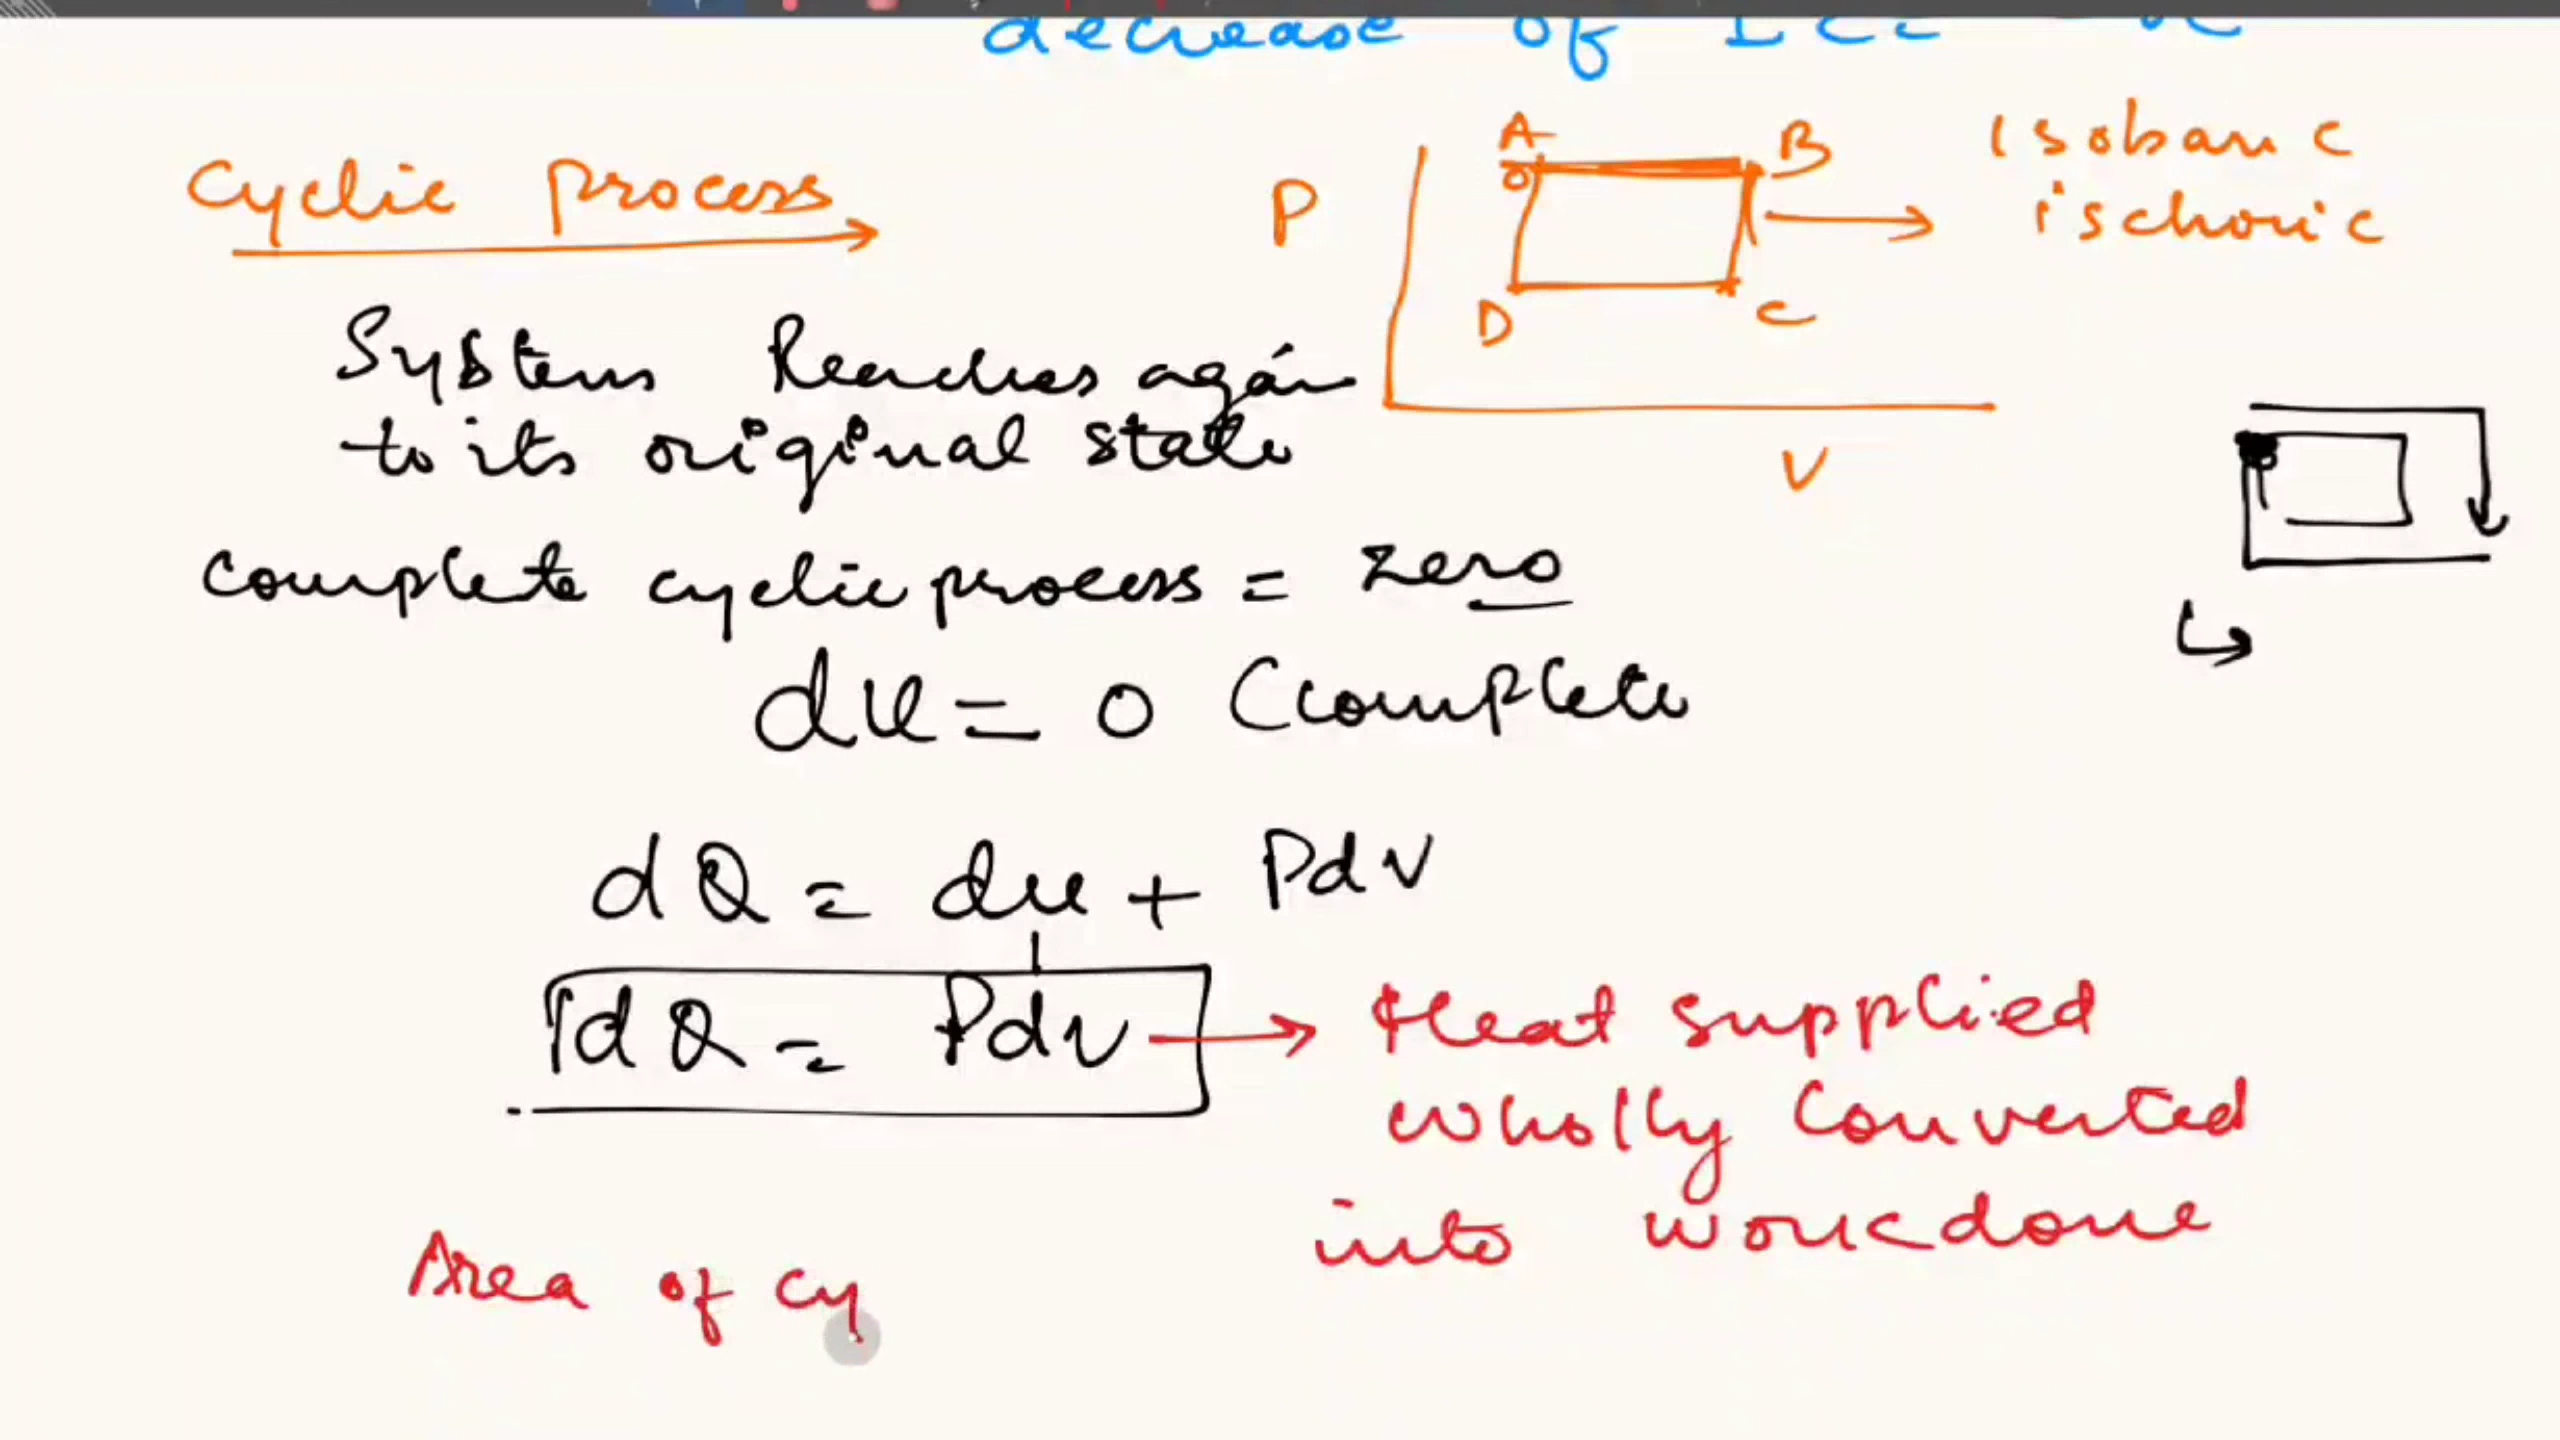 decrease of
Cyclic process
A
B
Isobaric
P
ischoric
D
C
V
System Reaches again
to its original state
complete cyclic process = zero
du = 0 (complete
dQ = du + Pdv
dQ = Pdv → Heat supplied
wholly converted
into workdone
Area of cy